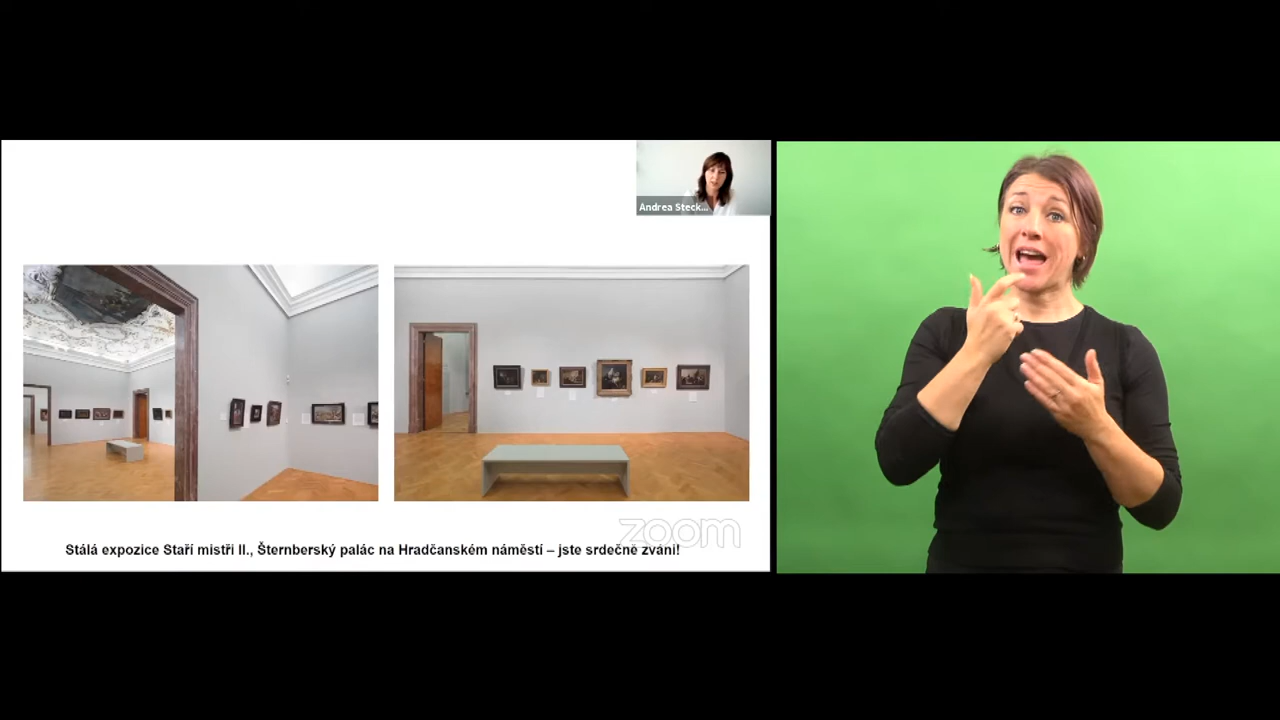 Andrea Steck...
zoom
Stálá expozice Staří mistři II., Šternberský palác na Hradčanském náměstí – jste srdečně zváni!